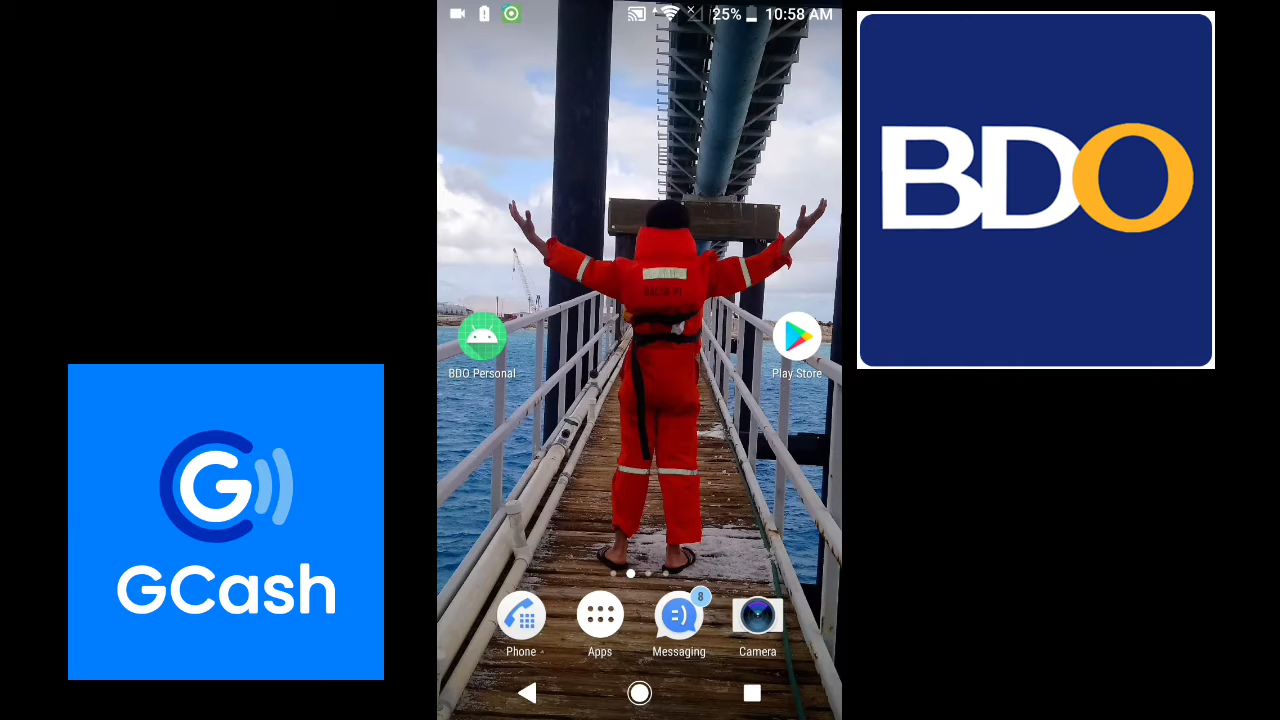 25% 10:58 AM
BDO
BDO Personal
Play Store
GCash
8
Phone
Apps
Messaging
Camera